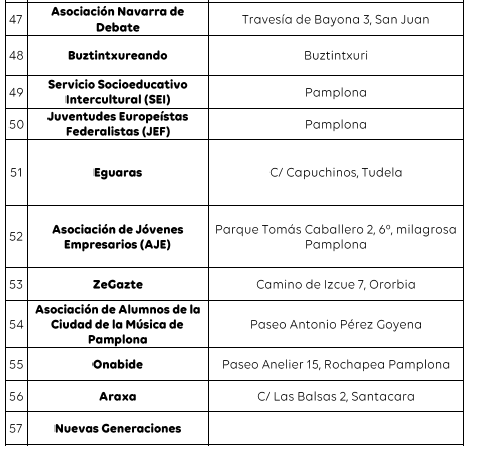 47 Asociación Navarra de Debate Travesía de Bayona 3, San Juan
48 Buztintxureando Buztintxuri
49 Servicio Socioeducativo Intercultural (SEI) Pamplona
50 Juventudes Europeístas Federalistas (JEF) Pamplona
51 Eguaras C/ Capuchinos, Tudela
52 Asociación de Jóvenes Empresarios (AJE) Parque Tomás Caballero 2, 6º, milagrosa Pamplona
53 ZeGazte Camino de Izcue 7, Ororbia
54 Asociación de Alumnos de la Ciudad de la Música de Pamplona Paseo Antonio Pérez Goyena
55 Onabide Paseo Anelier 15, Rochapea Pamplona
56 Araxa C/ Las Balsas 2, Santacara
57 Nuevas Generaciones